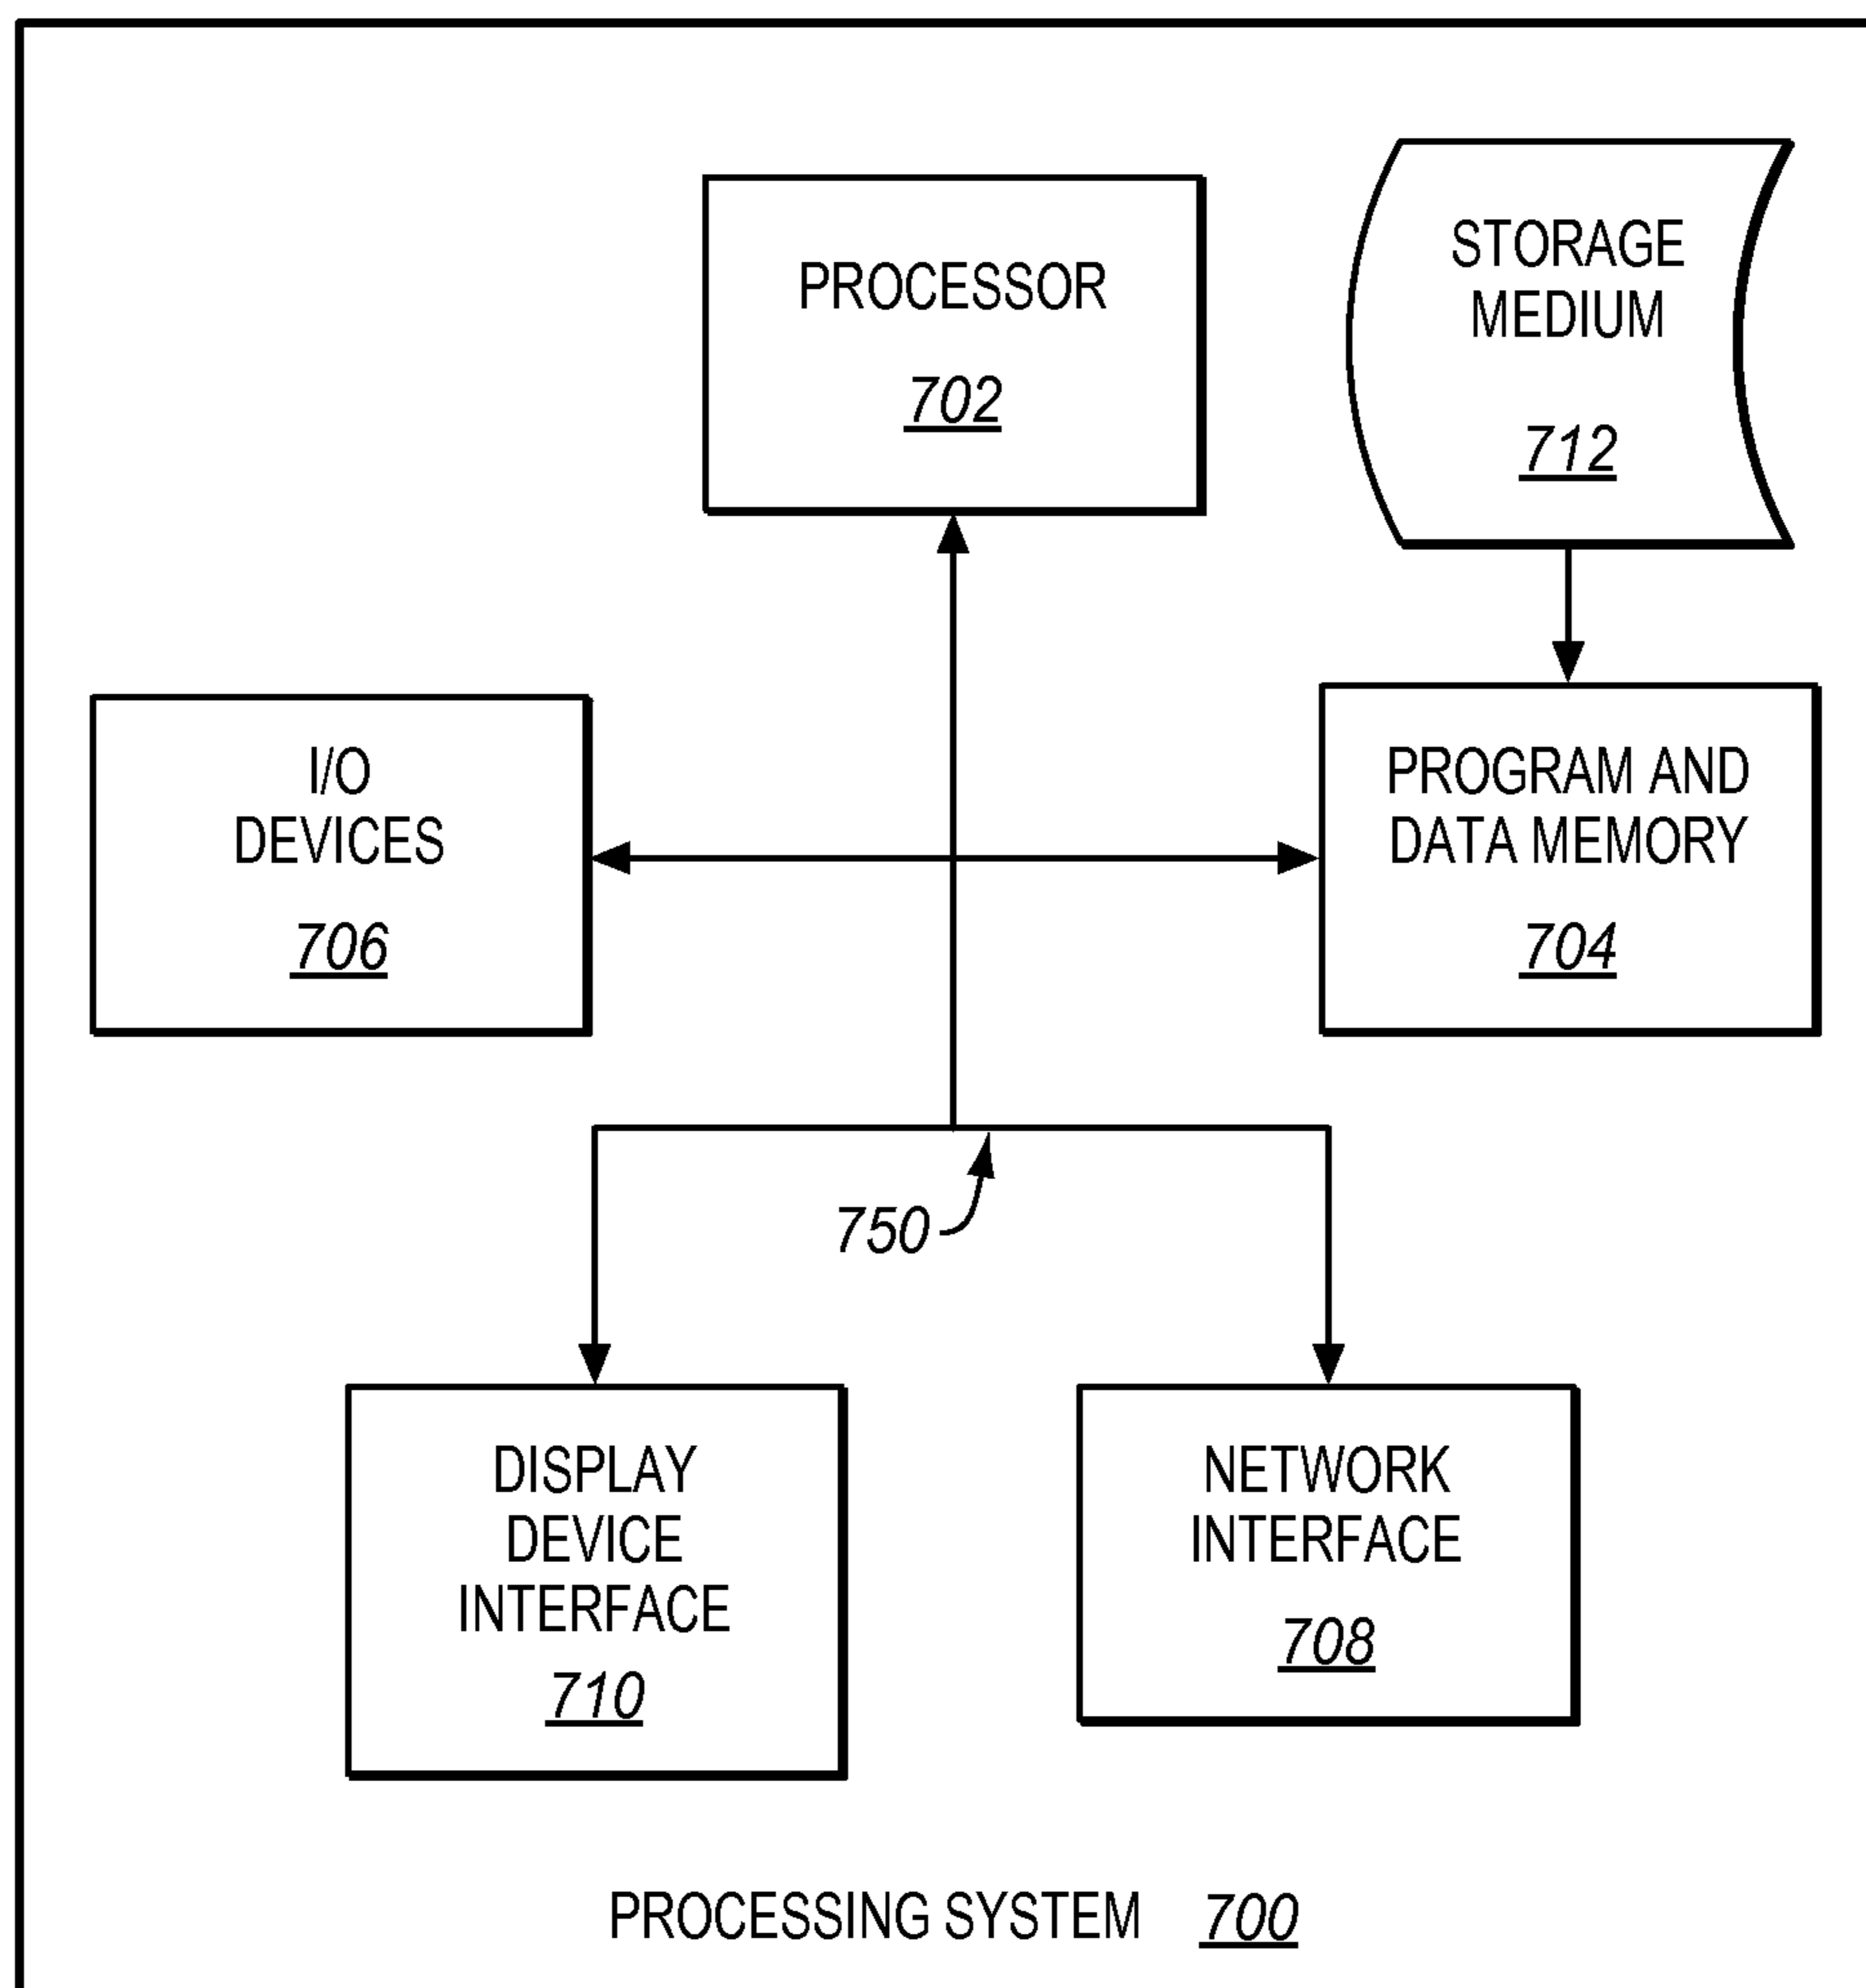 PROCESSOR
702
STORAGE
MEDIUM
712
I/O
DEVICES
706
PROGRAM AND
DATA MEMORY
704
750
DISPLAY
DEVICE
INTERFACE
710
NETWORK
INTERFACE
708
PROCESSING SYSTEM 700